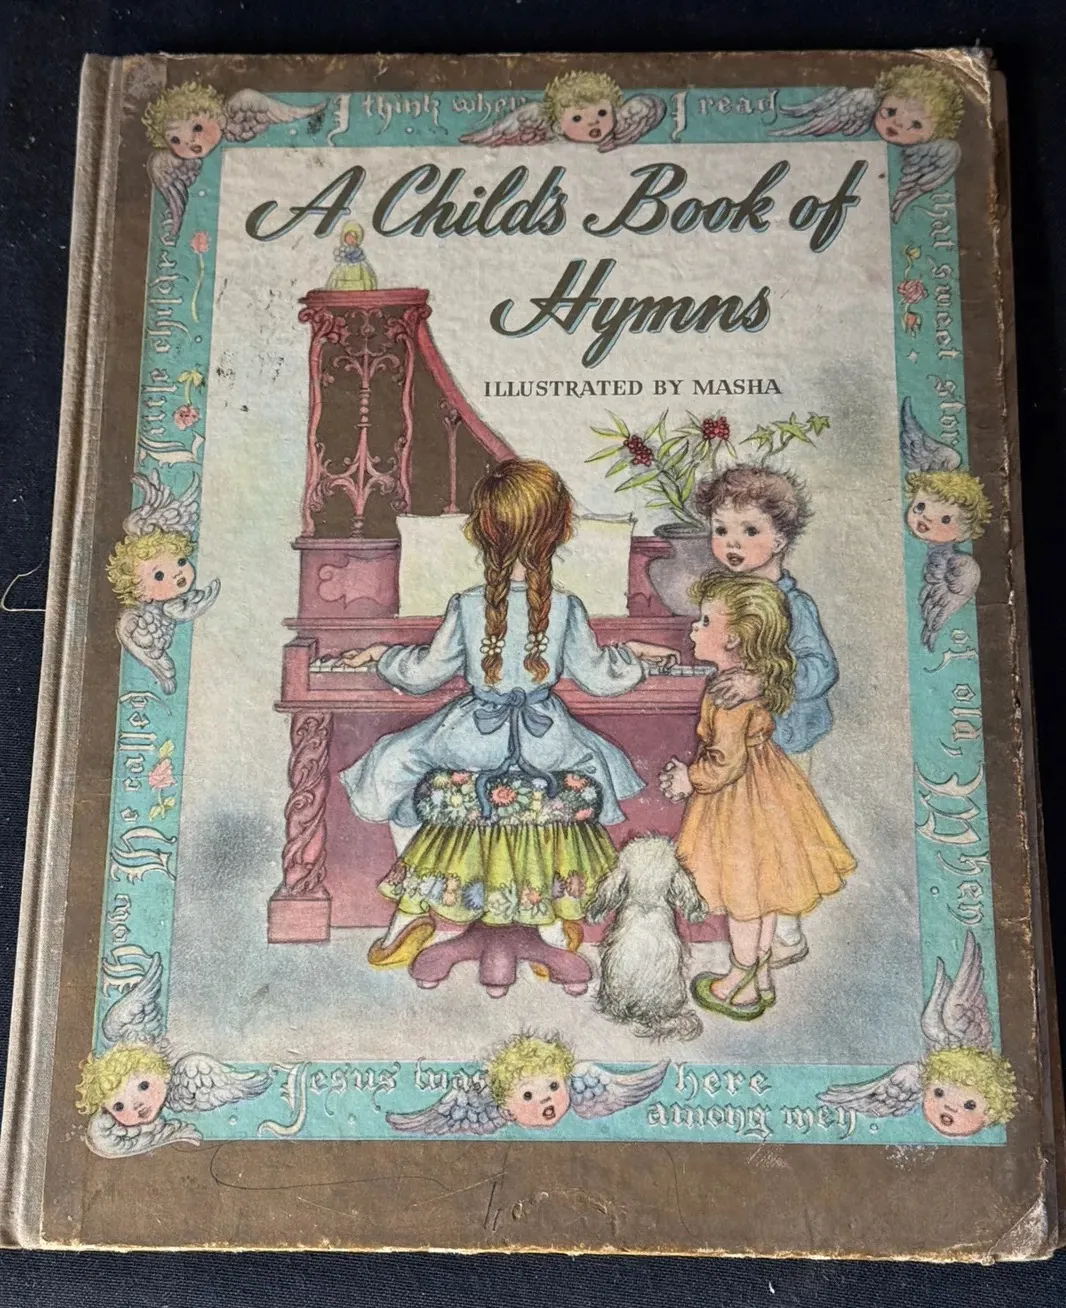 I think when I read
that sweet story of old, When
Jesus was here
among men.
How He called Little children
A Child's Book of
Hymns
ILLUSTRATED BY MASHA